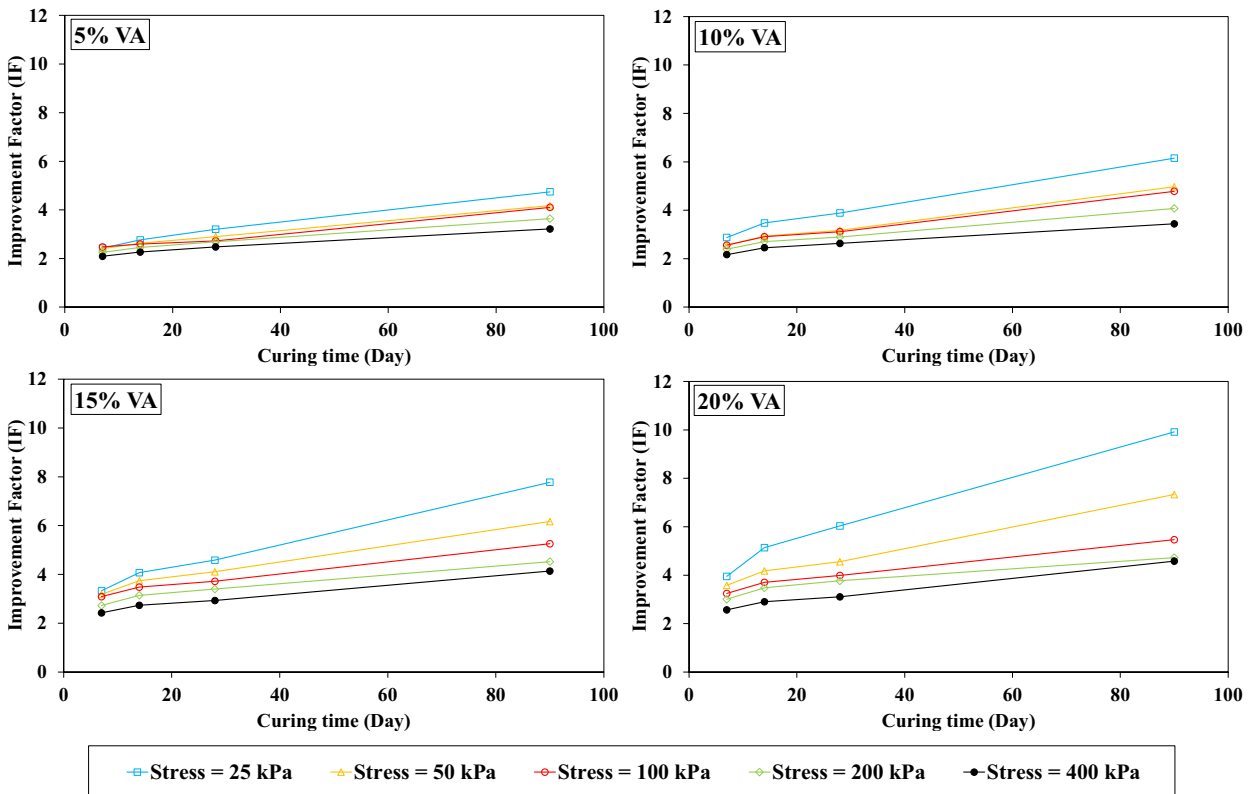 5% VA
Improvement Factor (IF)
12
10
8
6
4
2
0
0 20 40 60 80 100
Curing time (Day)
10% VA
Improvement Factor (IF)
12
10
8
6
4
2
0
0 20 40 60 80 100
Curing time (Day)
15% VA
Improvement Factor (IF)
12
10
8
6
4
2
0
0 20 40 60 80 100
Curing time (Day)
20% VA
Improvement Factor (IF)
12
10
8
6
4
2
0
0 20 40 60 80 100
Curing time (Day)
Stress = 25 kPa Stress = 50 kPa Stress = 100 kPa Stress = 200 kPa Stress = 400 kPa